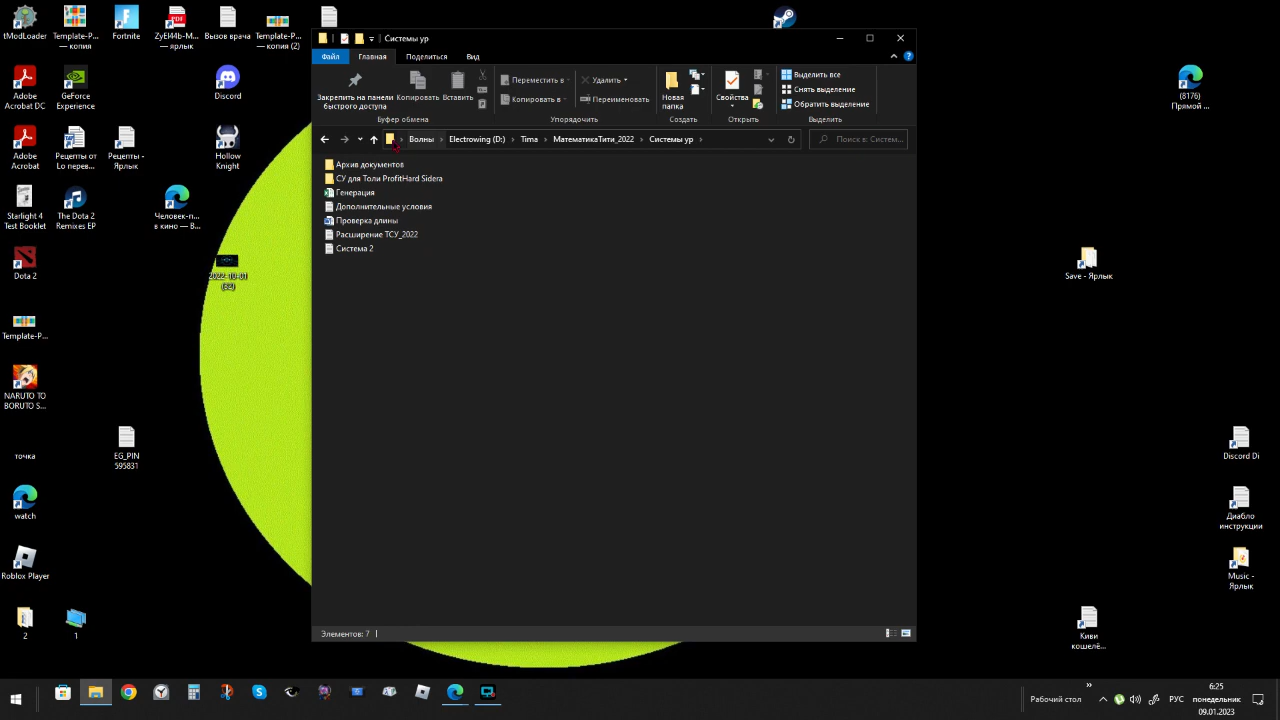 tModLoader
Template-P...
— копия
Fortnite
ZyEl44b-M...
— ярлык
Вызов врача
Template-P...
— копия (2)
Adobe
Acrobat DC
GeForce
Experience
Discord
Adobe
Acrobat
Рецепты от
Lo перев...
Рецепты -
Ярлык
Hollow
Knight
Starlight 4
Test Booklet
The Dota 2
Remixes EP
Человек-п...
в кино — В...
Dota 2
2022-10-01
(32)
Template-P...
NARUTO TO
BORUTO S...
точка
EG_PIN
595831
watch
Roblox Player
2
1
Системы ур
Файл
Главная
Поделиться
Вид
Закрепить на панели
быстрого доступа
Копировать
Вставить
Буфер обмена
Переместить в
Копировать в
Удалить
Переименовать
Упорядочить
Новая
папка
Создать
Свойства
Открыть
Выделить все
Снять выделение
Обратить выделение
Выделить
Волны
Electrowing (D:)
Tima
МатематикаТити_2022
Системы ур
Поиск в: Систем...
Архив документов
СУ для Толи ProfitHard Sidera
Генерация
Дополнительные условия
Проверка длины
Расширение ТСУ_2022
Система 2
Элементов: 7
(8176)
Прямой ...
Save - Ярлык
Discord Di
Диабло
инструкции
Music -
Ярлык
Киви
кошелё...
Рабочий стол
»
РУС
6:25
понедельник
09.01.2023